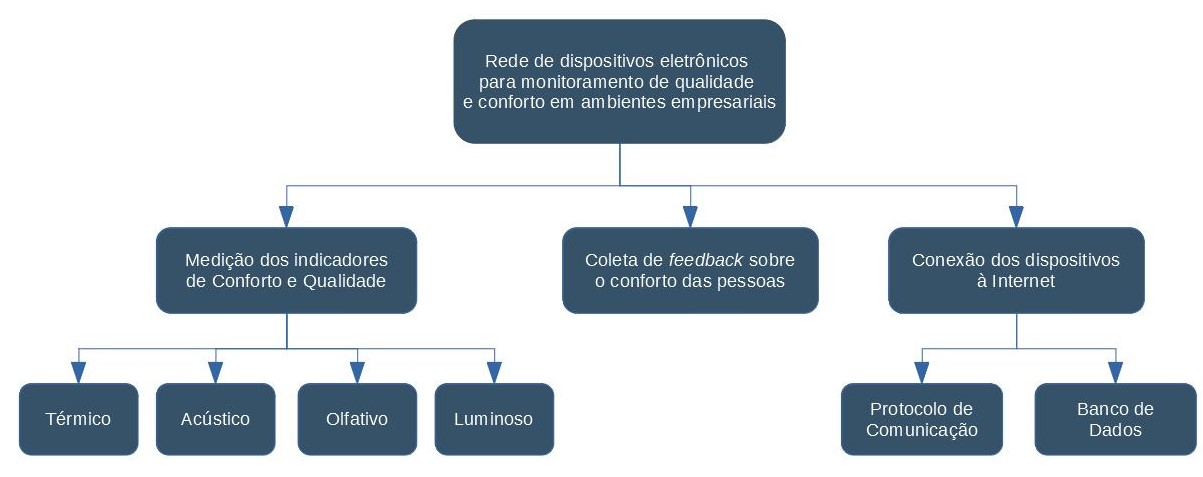 Rede de dispositivos eletrônicos
para monitoramento de qualidade
e conforto em ambientes empresariais
Medição dos indicadores
de Conforto e Qualidade
Coleta de feedback sobre
o conforto das pessoas
Conexão dos dispositivos
à Internet
Térmico
Acústico
Olfativo
Luminoso
Protocolo de
Comunicação
Banco de
Dados